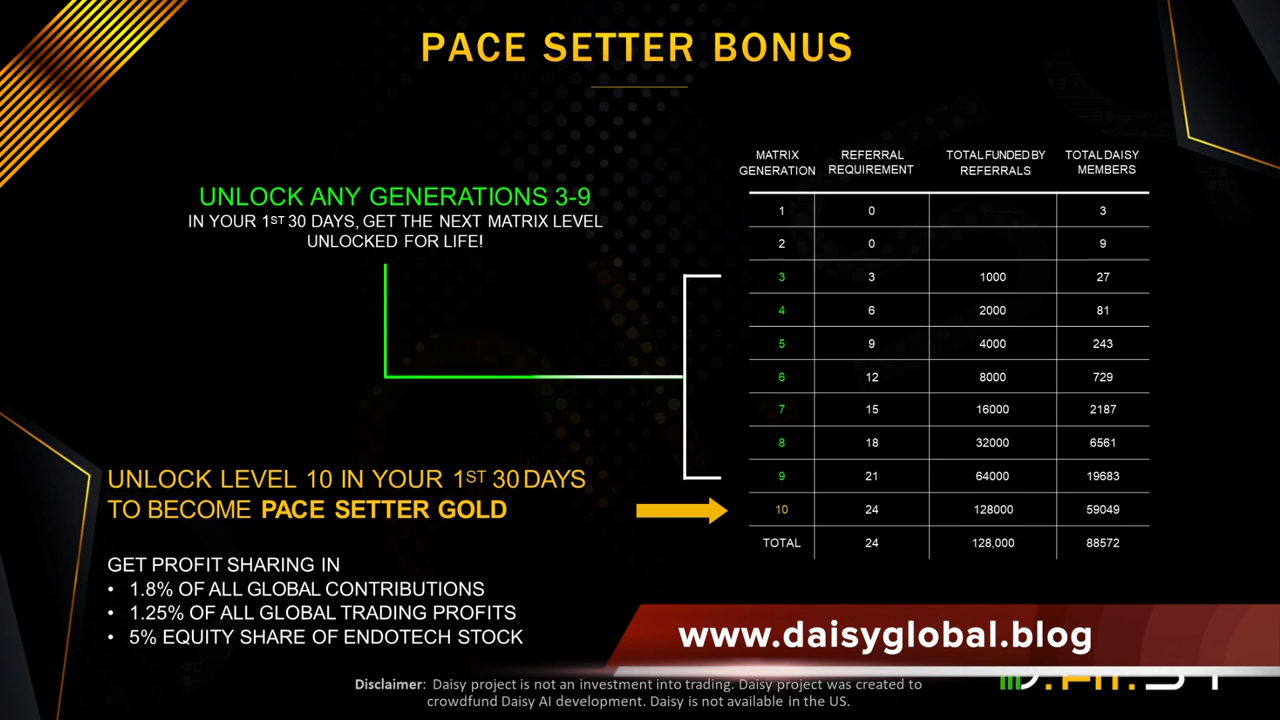 PACE SETTER BONUS
UNLOCK ANY GENERATIONS 3-9
IN YOUR 1ST 30 DAYS, GET THE NEXT MATRIX LEVEL
UNLOCKED FOR LIFE!
MATRIX GENERATION REFERRAL REQUIREMENT TOTAL FUNDED BY REFERRALS TOTAL DAISY MEMBERS
1 0 3
2 0 9
3 3 1000 27
4 6 2000 81
5 9 4000 243
6 12 8000 729
7 15 16000 2187
8 18 32000 6561
9 21 64000 19683
10 24 128000 59049
TOTAL 24 128,000 88572
UNLOCK LEVEL 10 IN YOUR 1ST 30 DAYS
TO BECOME PACE SETTER GOLD
GET PROFIT SHARING IN
• 1.8% OF ALL GLOBAL CONTRIBUTIONS
• 1.25% OF ALL GLOBAL TRADING PROFITS
• 5% EQUITY SHARE OF ENDOTECH STOCK
www.daisyglobal.blog
Disclaimer: Daisy project is not an investment into trading. Daisy project was created to
crowdfund Daisy AI development. Daisy is not available in the US.